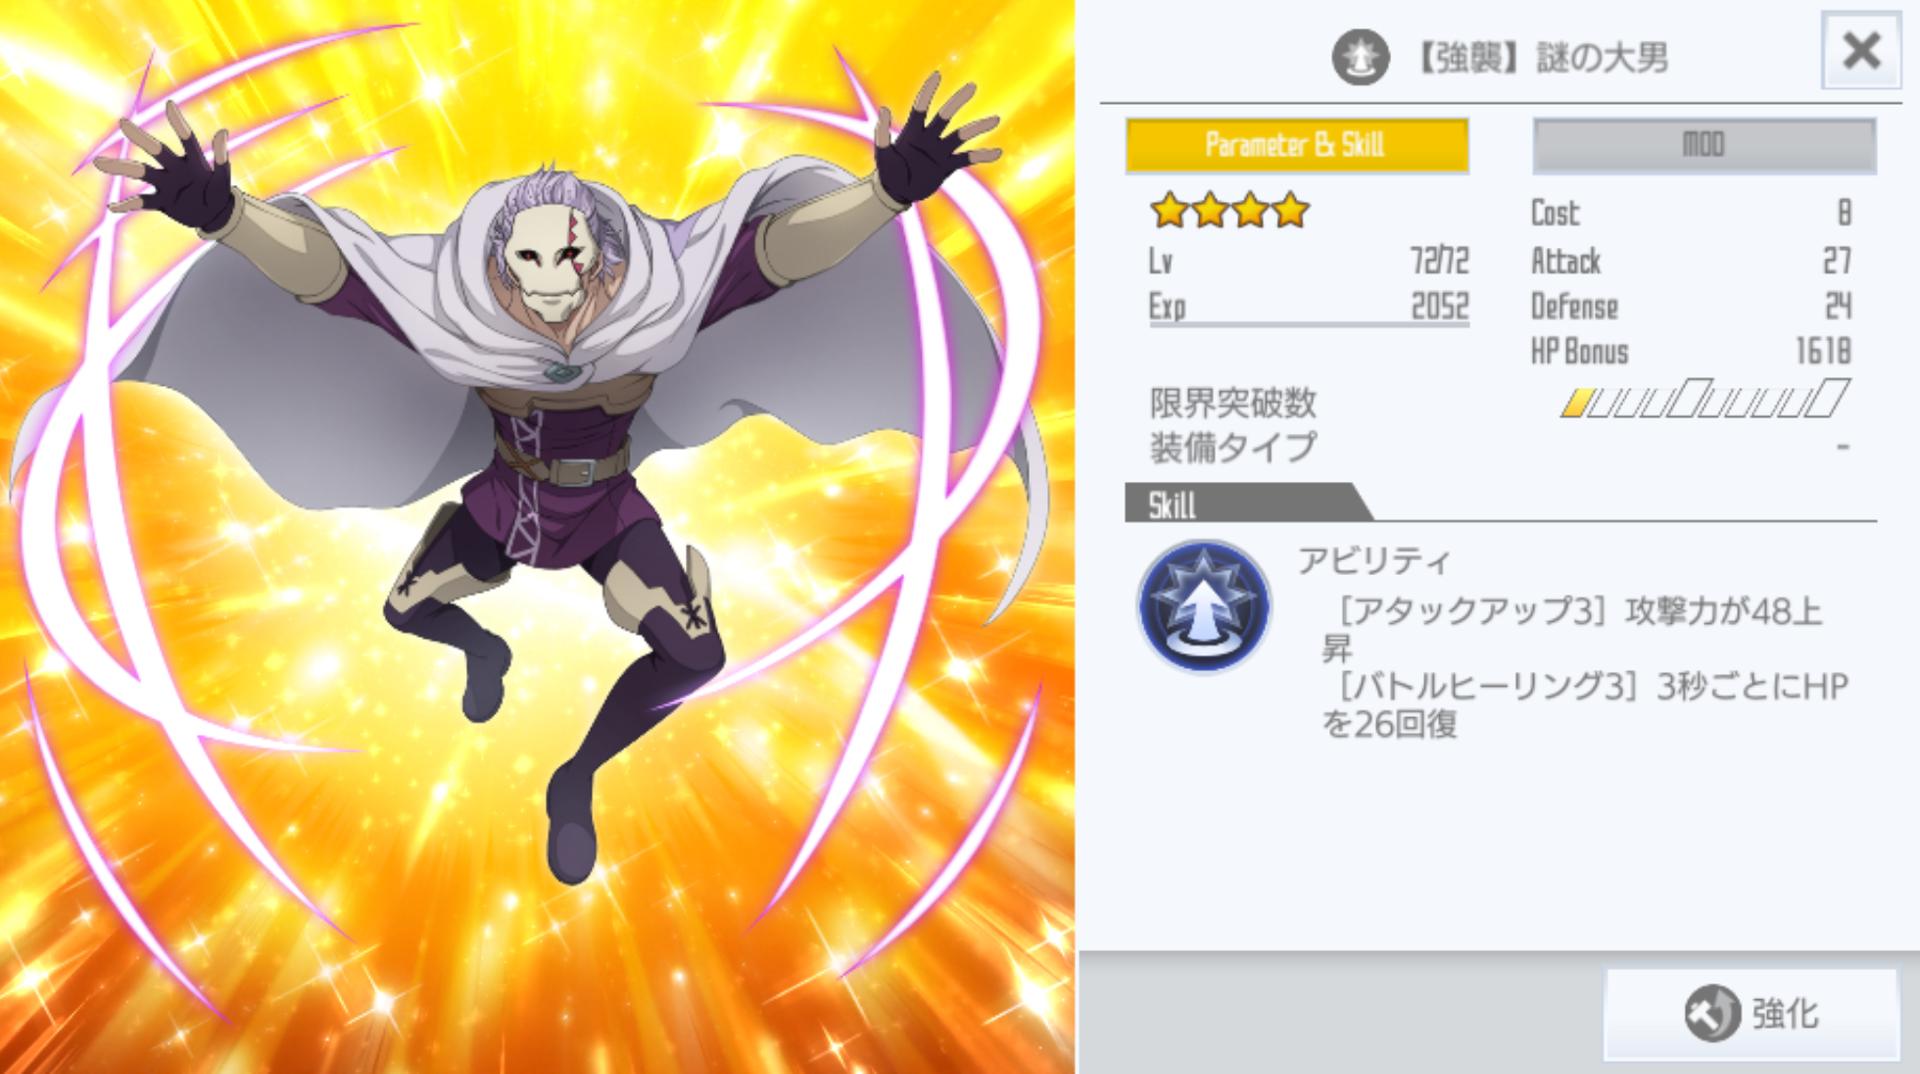 【強襲】謎の大男
Parameter & Skill
MOD
Lv 72/72
Exp 2052
Cost 8
Attack 27
Defense 24
HP Bonus 1618
限界突破数
装備タイプ -
Skill
アビリティ
［アタックアップ3］攻撃力が48上
昇
［バトルヒーリング3］3秒ごとにHP
を26回復
強化